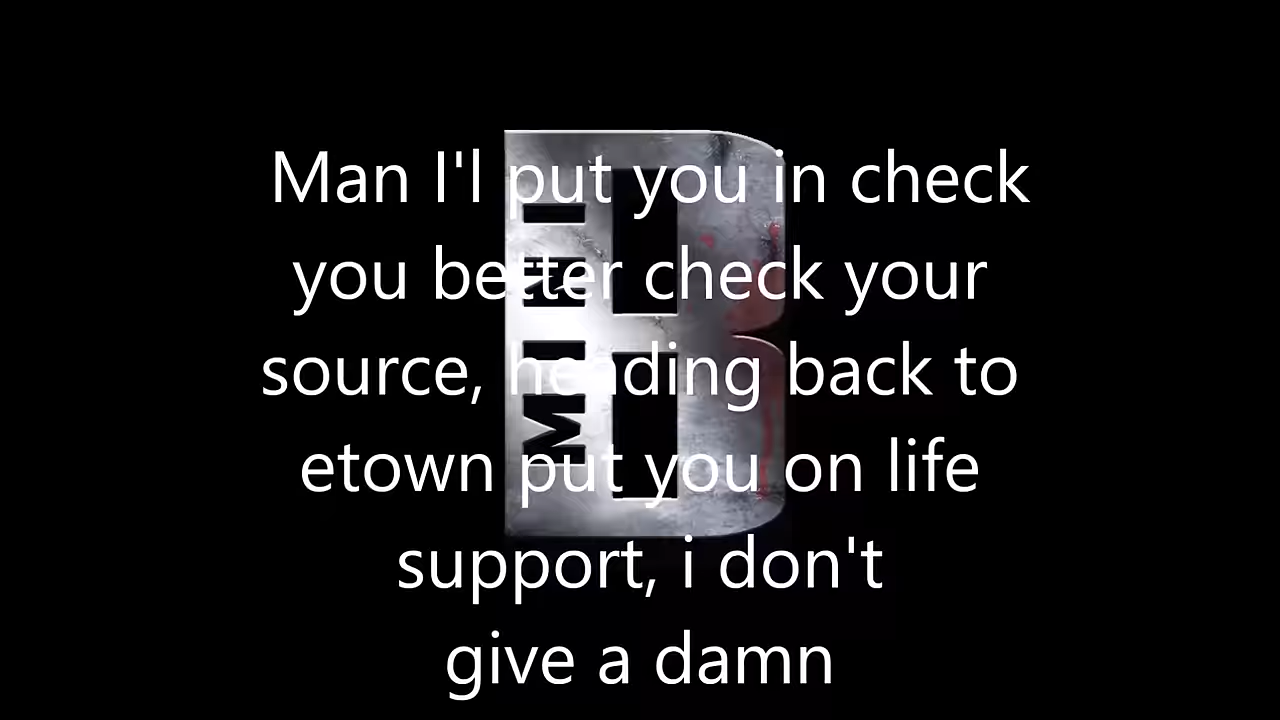 Man I'l put you in check
you better check your
source, heading back to
etown put you on life
support, i don't
give a damn
MINI
B